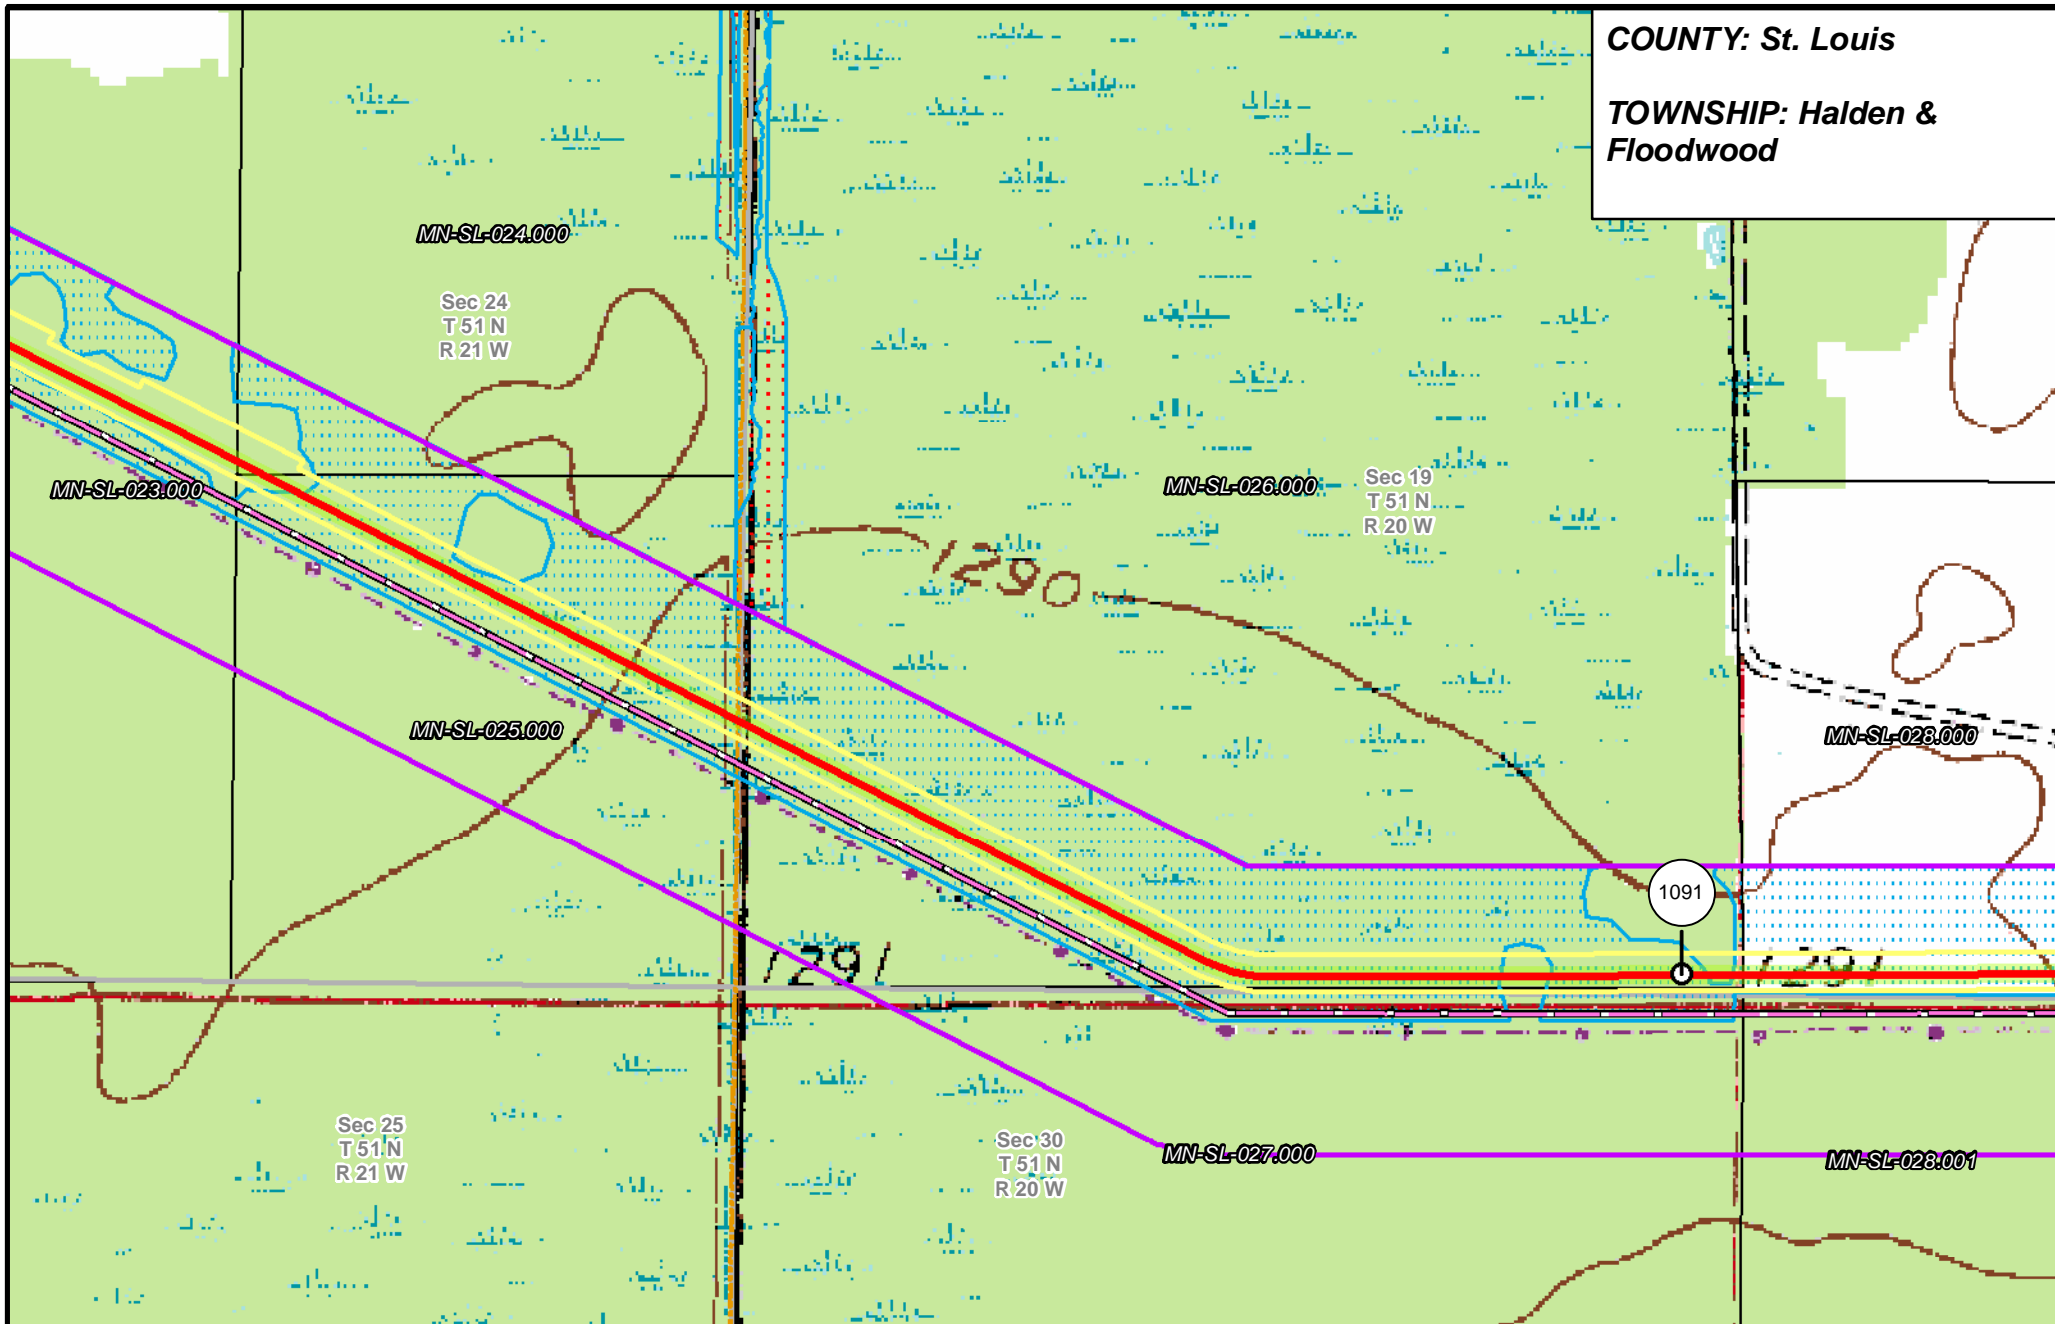 COUNTY: St. Louis
TOWNSHIP: Halden &
Floodwood
MN-SL-024.000
Sec 24
T 51 N
R 21 W
MN-SL-023.000
MN-SL-026.000
Sec 19
T 51 N
R 20 W
1290
MN-SL-025.000
MN-SL-028.000
1091
1291
1291
Sec 25
T 51 N
R 21 W
Sec 30
T 51 N
R 20 W
MN-SL-027.000
MN-SL-028.001